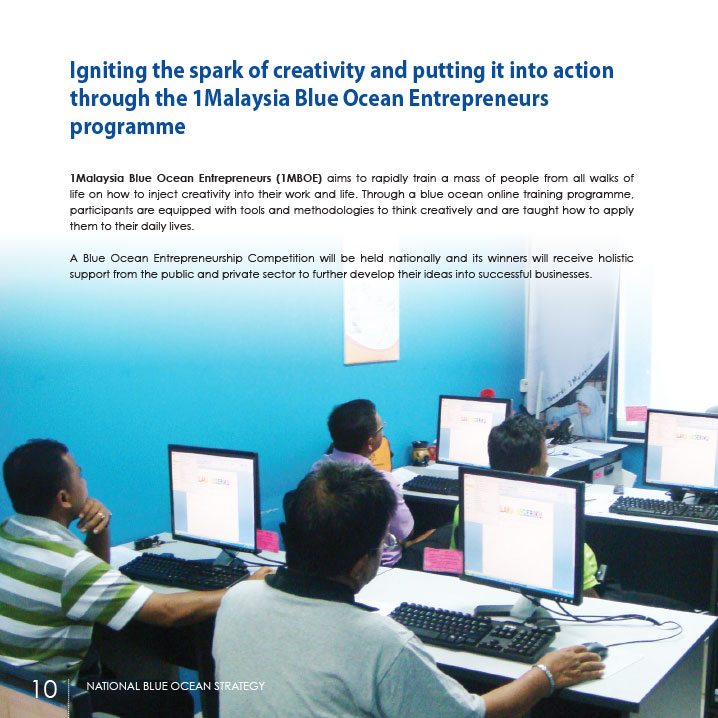 Igniting the spark of creativity and putting it into action
through the 1Malaysia Blue Ocean Entrepreneurs
programme
1Malaysia Blue Ocean Entrepreneurs (1MBOE) aims to rapidly train a mass of people from all walks of
life on how to inject creativity into their work and life. Through a blue ocean online training programme,
participants are equipped with tools and methodologies to think creatively and are taught how to apply
them to their daily lives.
A Blue Ocean Entrepreneurship Competition will be held nationally and its winners will receive holistic
support from the public and private sector to further develop their ideas into successful businesses.
10
NATIONAL BLUE OCEAN STRATEGY